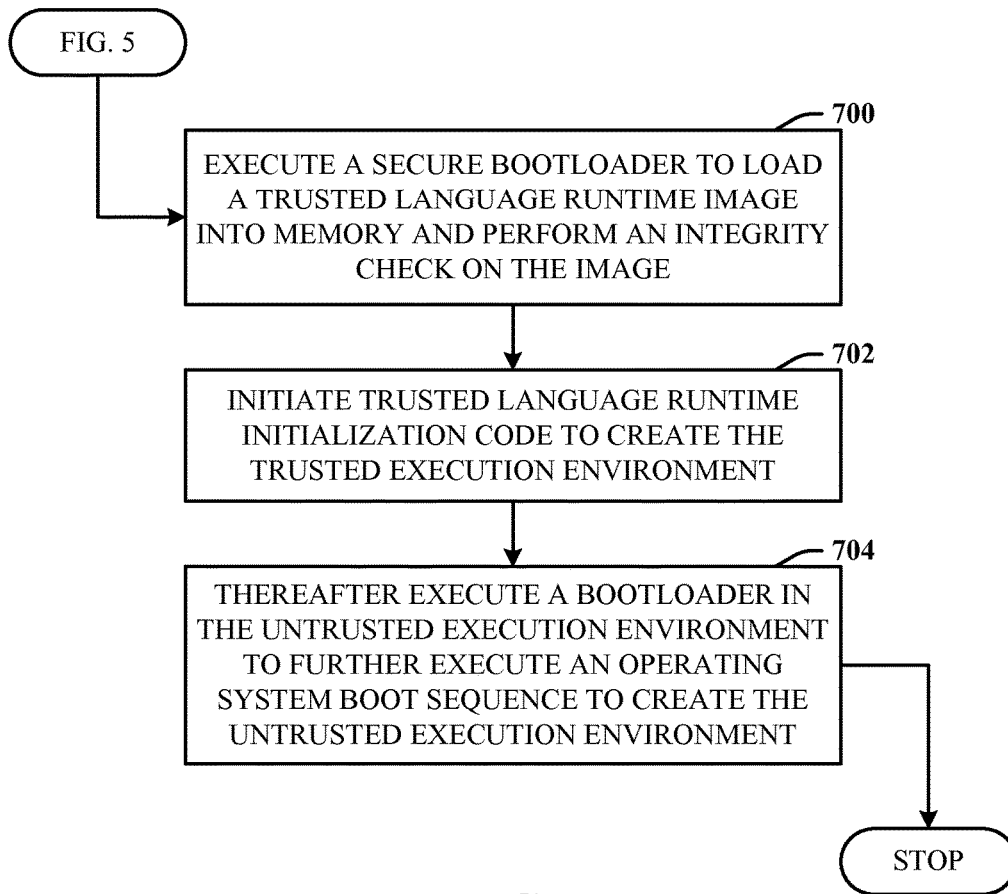 FIG. 5
700
EXECUTE A SECURE BOOTLOADER TO LOAD
A TRUSTED LANGUAGE RUNTIME IMAGE
INTO MEMORY AND PERFORM AN INTEGRITY
CHECK ON THE IMAGE
702
INITIATE TRUSTED LANGUAGE RUNTIME
INITIALIZATION CODE TO CREATE THE
TRUSTED EXECUTION ENVIRONMENT
704
THEREAFTER EXECUTE A BOOTLOADER IN
THE UNTRUSTED EXECUTION ENVIRONMENT
TO FURTHER EXECUTE AN OPERATING
SYSTEM BOOT SEQUENCE TO CREATE THE
UNTRUSTED EXECUTION ENVIRONMENT
STOP